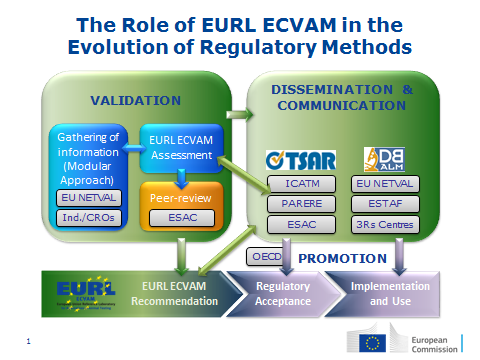 The Role of EURL ECVAM in the
Evolution of Regulatory Methods
VALIDATION
Gathering of
information
(Modular
Approach)
EU NETVAL
Ind./CROs
EURL ECVAM
Assessment
Peer-review
ESAC
DISSEMINATION &
COMMUNICATION
TSAR
ICATM
PARERE
ESAC
DB
ALM
EU NETVAL
ESTAF
3Rs Centres
OECD
PROMOTION
EURL
ECVAM
EURL ECVAM
Recommendation
Regulatory
Acceptance
Implementation
and Use
1
European
Commission